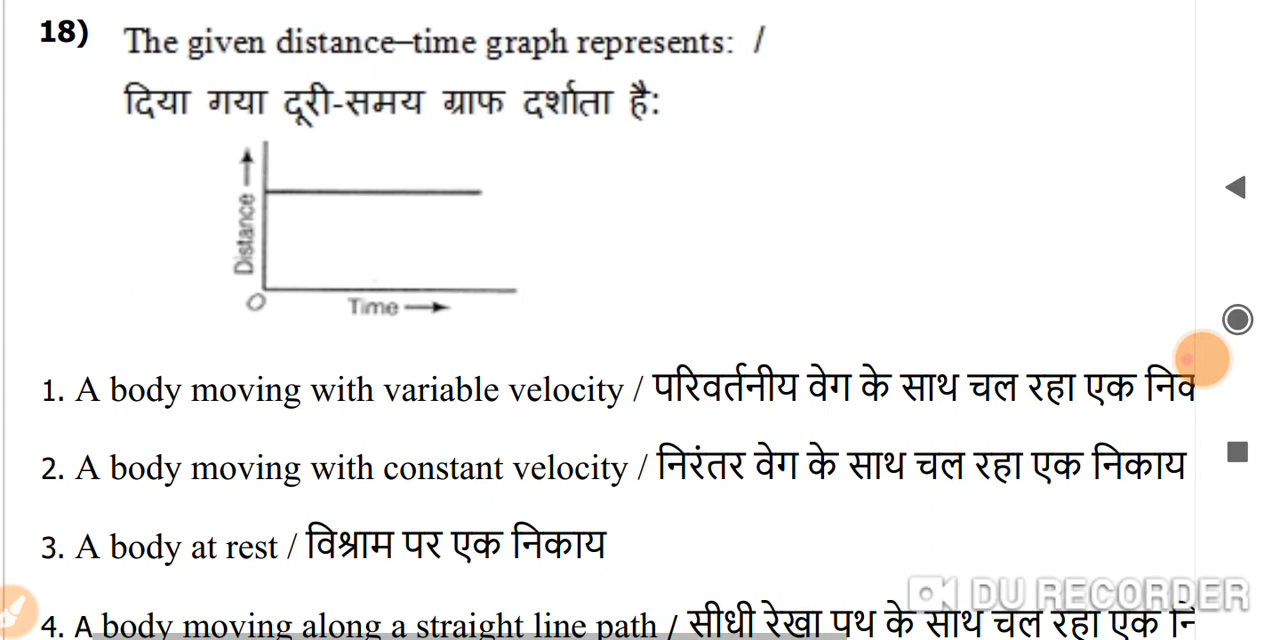 18) The given distance–time graph represents: /
दिया गया दूरी-समय ग्राफ दर्शाता है:
Distance
O
Time
1. A body moving with variable velocity / परिवर्तनीय वेग के साथ चल रहा एक
2. A body moving with constant velocity / निरंतर वेग के साथ चल रहा एक निकाय
3. A body at rest / विश्राम पर एक निकाय
DU RECORDER
4. A body moving along a straight line path / सीधी रेखा पथ के साथ चल रहा एक